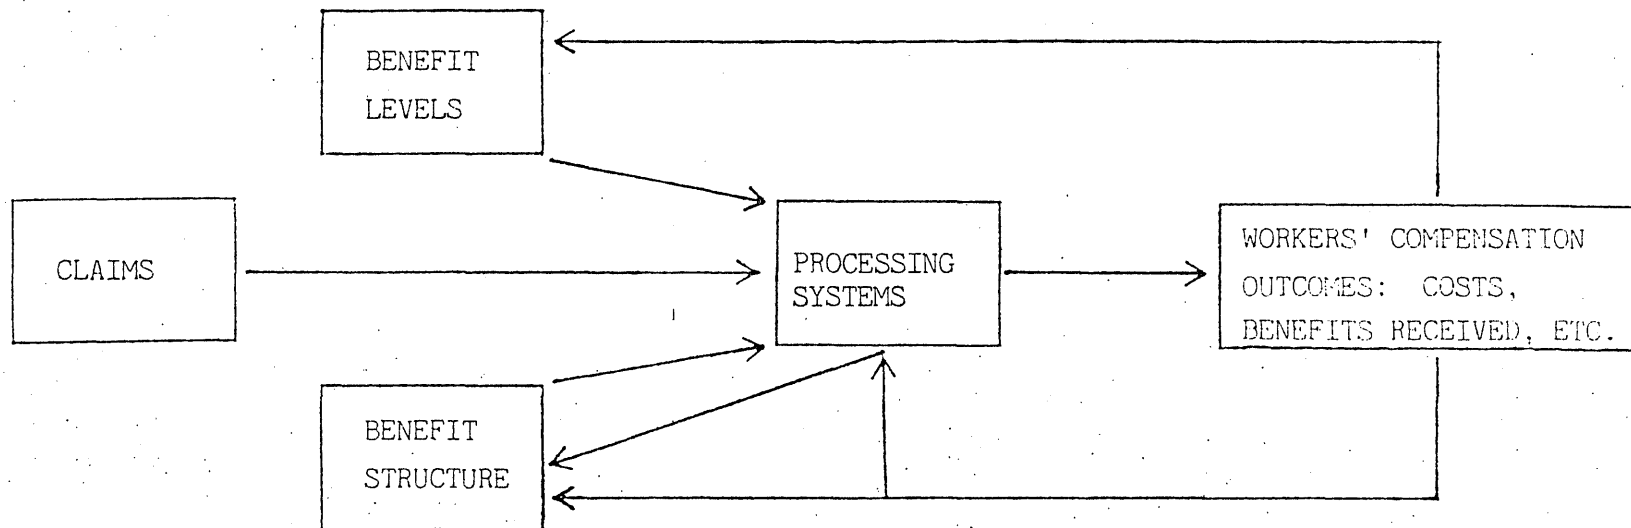 BENEFIT
LEVELS
CLAIMS
PROCESSING
SYSTEMS
WORKERS' COMPENSATION
OUTCOMES: COSTS,
BENEFITS RECEIVED, ETC.
BENEFIT
STRUCTURE